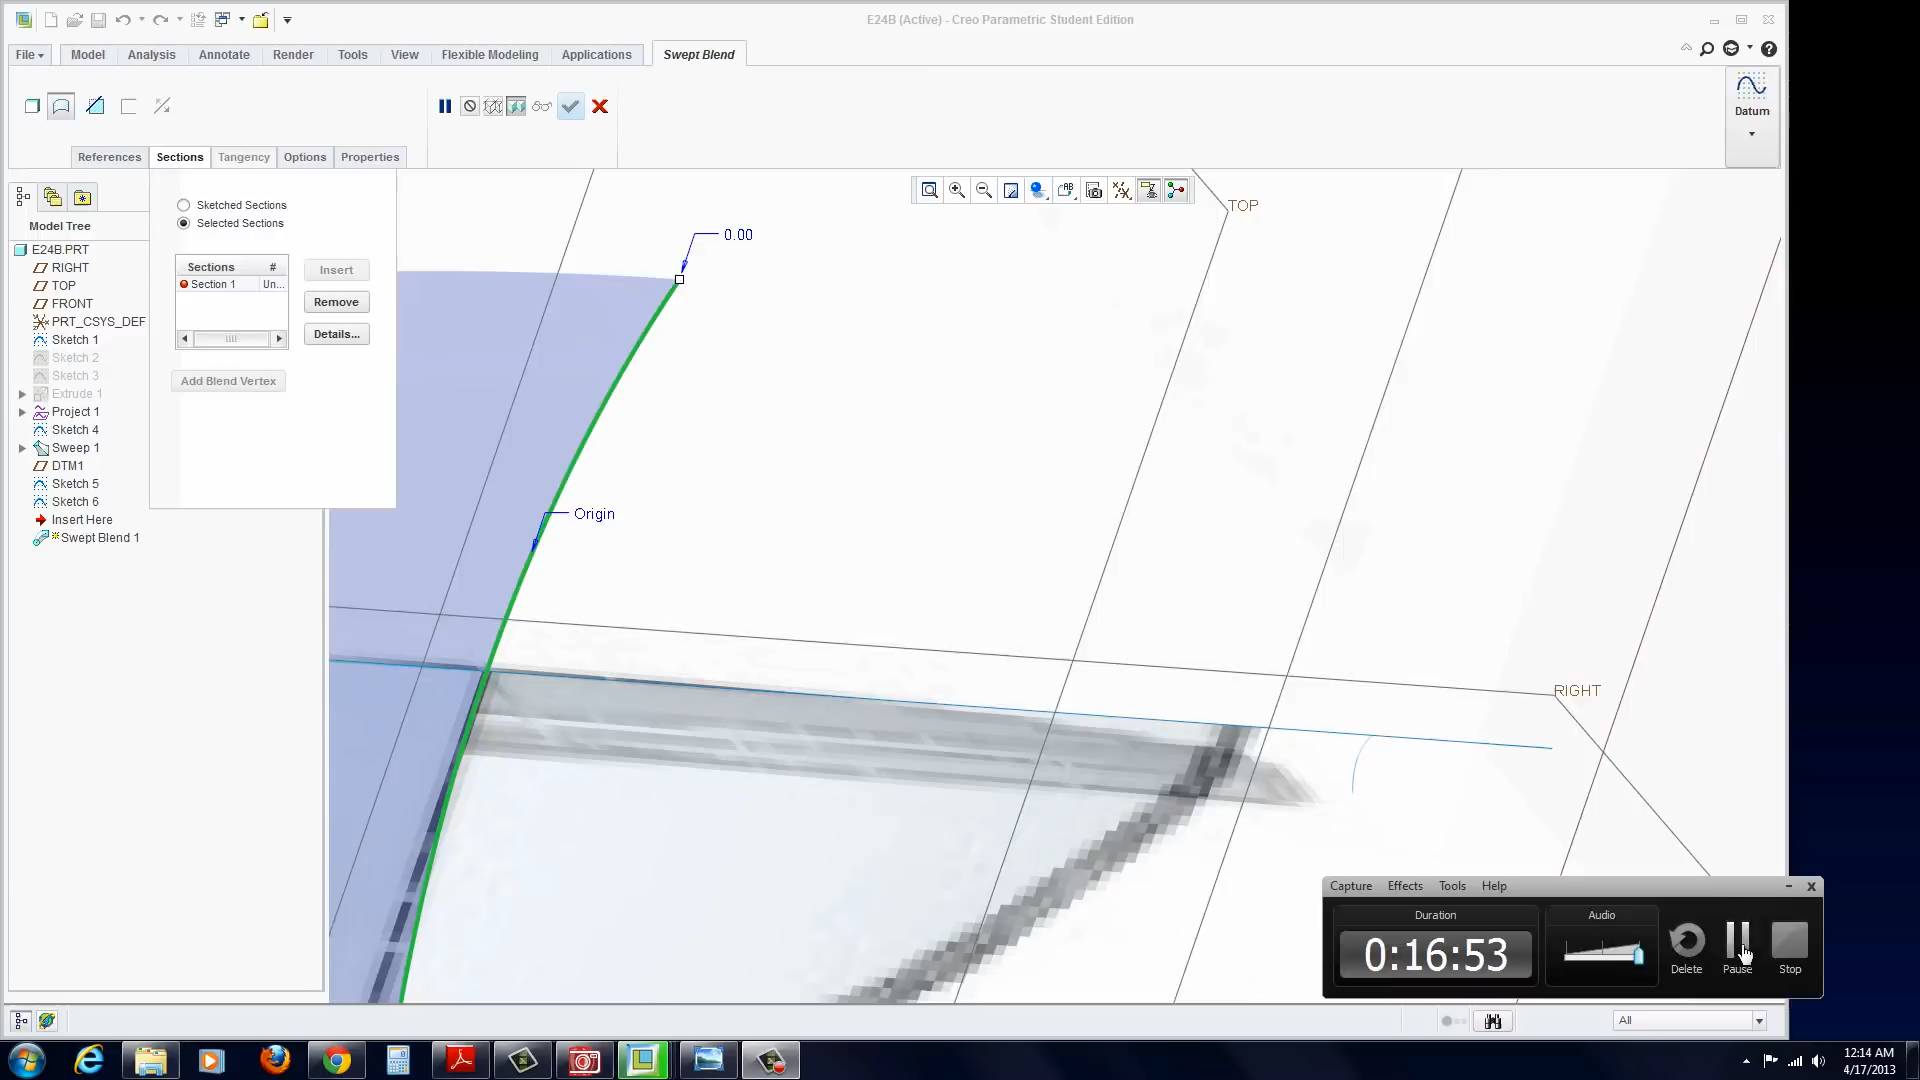 E24B (Active) - Creo Parametric Student Edition
File
Model
Analysis
Annotate
Render
Tools
View
Flexible Modeling
Applications
Swept Blend
Datum
References
Sections
Tangency
Options
Properties
Sketched Sections
Selected Sections
Sections #
Section 1 Un...
Insert
Remove
Details...
Add Blend Vertex
Model Tree
E24B.PRT
RIGHT
TOP
FRONT
PRT_CSYS_DEF
Sketch 1
Sketch 2
Sketch 3
Extrude 1
Project 1
Sketch 4
Sweep 1
DTM1
Sketch 5
Sketch 6
Insert Here
Swept Blend 1
TOP
0.00
Origin
RIGHT
Capture Effects Tools Help
Duration
Audio
0:16:53
Delete
Pause
Stop
All
12:14 AM
4/17/2013